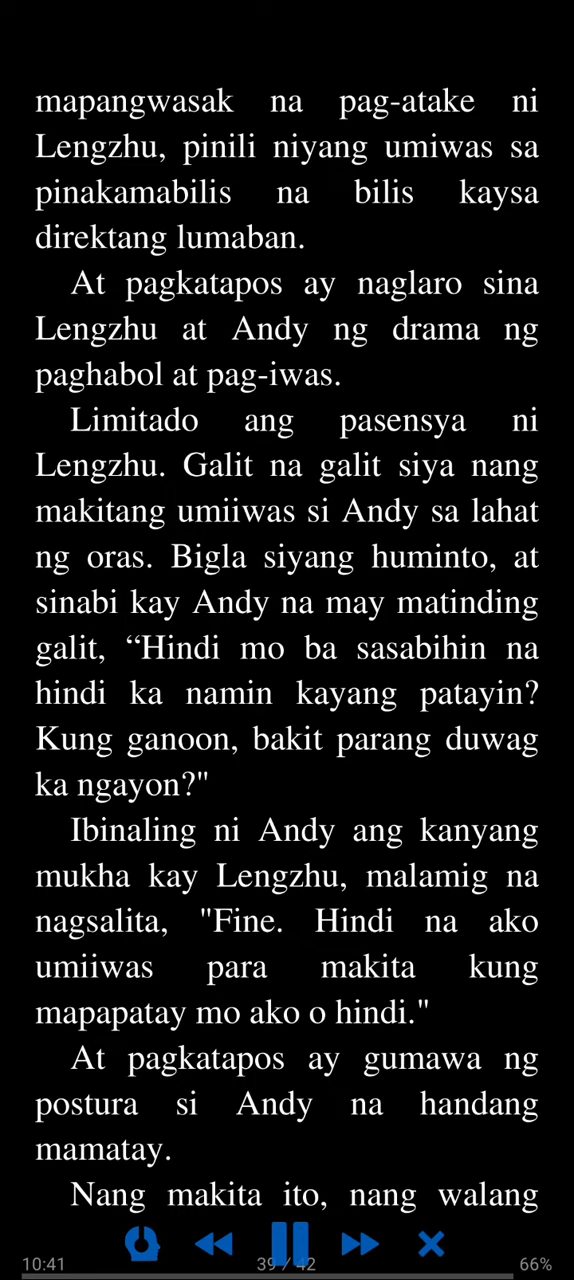 mapangwasak na pag-atake ni
Lengzhu, pinili niyang umiwas sa
pinakamabilis na bilis kaysa
direktang lumaban.
At pagkatapos ay naglaro sina
Lengzhu at Andy ng drama ng
paghabol at pag-iwas.
Limitado ang pasensya ni
Lengzhu. Galit na galit siya nang
makitang umiiwas si Andy sa lahat
ng oras. Bigla siyang huminto, at
sinabi kay Andy na may matinding
galit, “Hindi mo ba sasabihin na
hindi ka namin kayang patayin?
Kung ganoon, bakit parang duwag
ka ngayon?"
Ibinaling ni Andy ang kanyang
mukha kay Lengzhu, malamig na
nagsalita, "Fine. Hindi na ako
umiiwas para makita kung
mapapatay mo ako o hindi."
At pagkatapos ay gumawa ng
postura si Andy na handang
mamatay.
Nang makita ito, nang walang
10:41 39 / 42 66%